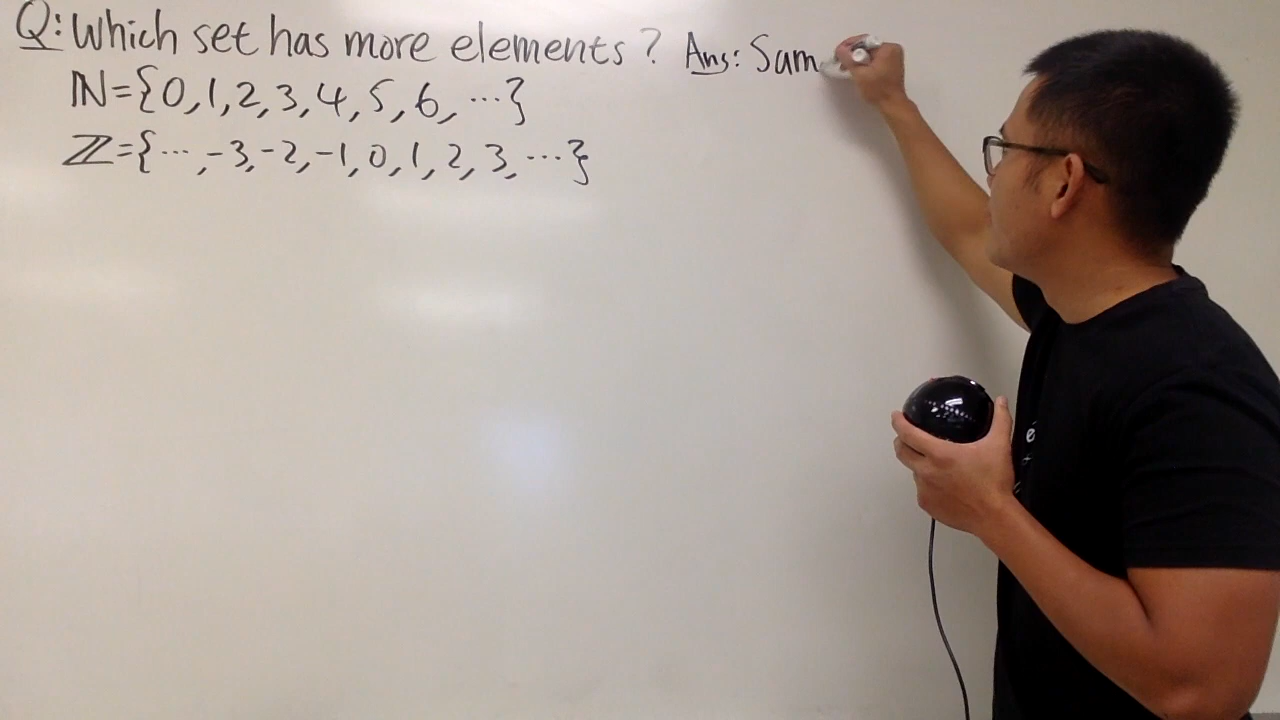 Q: Which set has more elements? Ans: Sam
ℕ={0,1,2,3,4,5,6,...}
ℤ={...,-3,-2,-1,0,1,2,3,...}